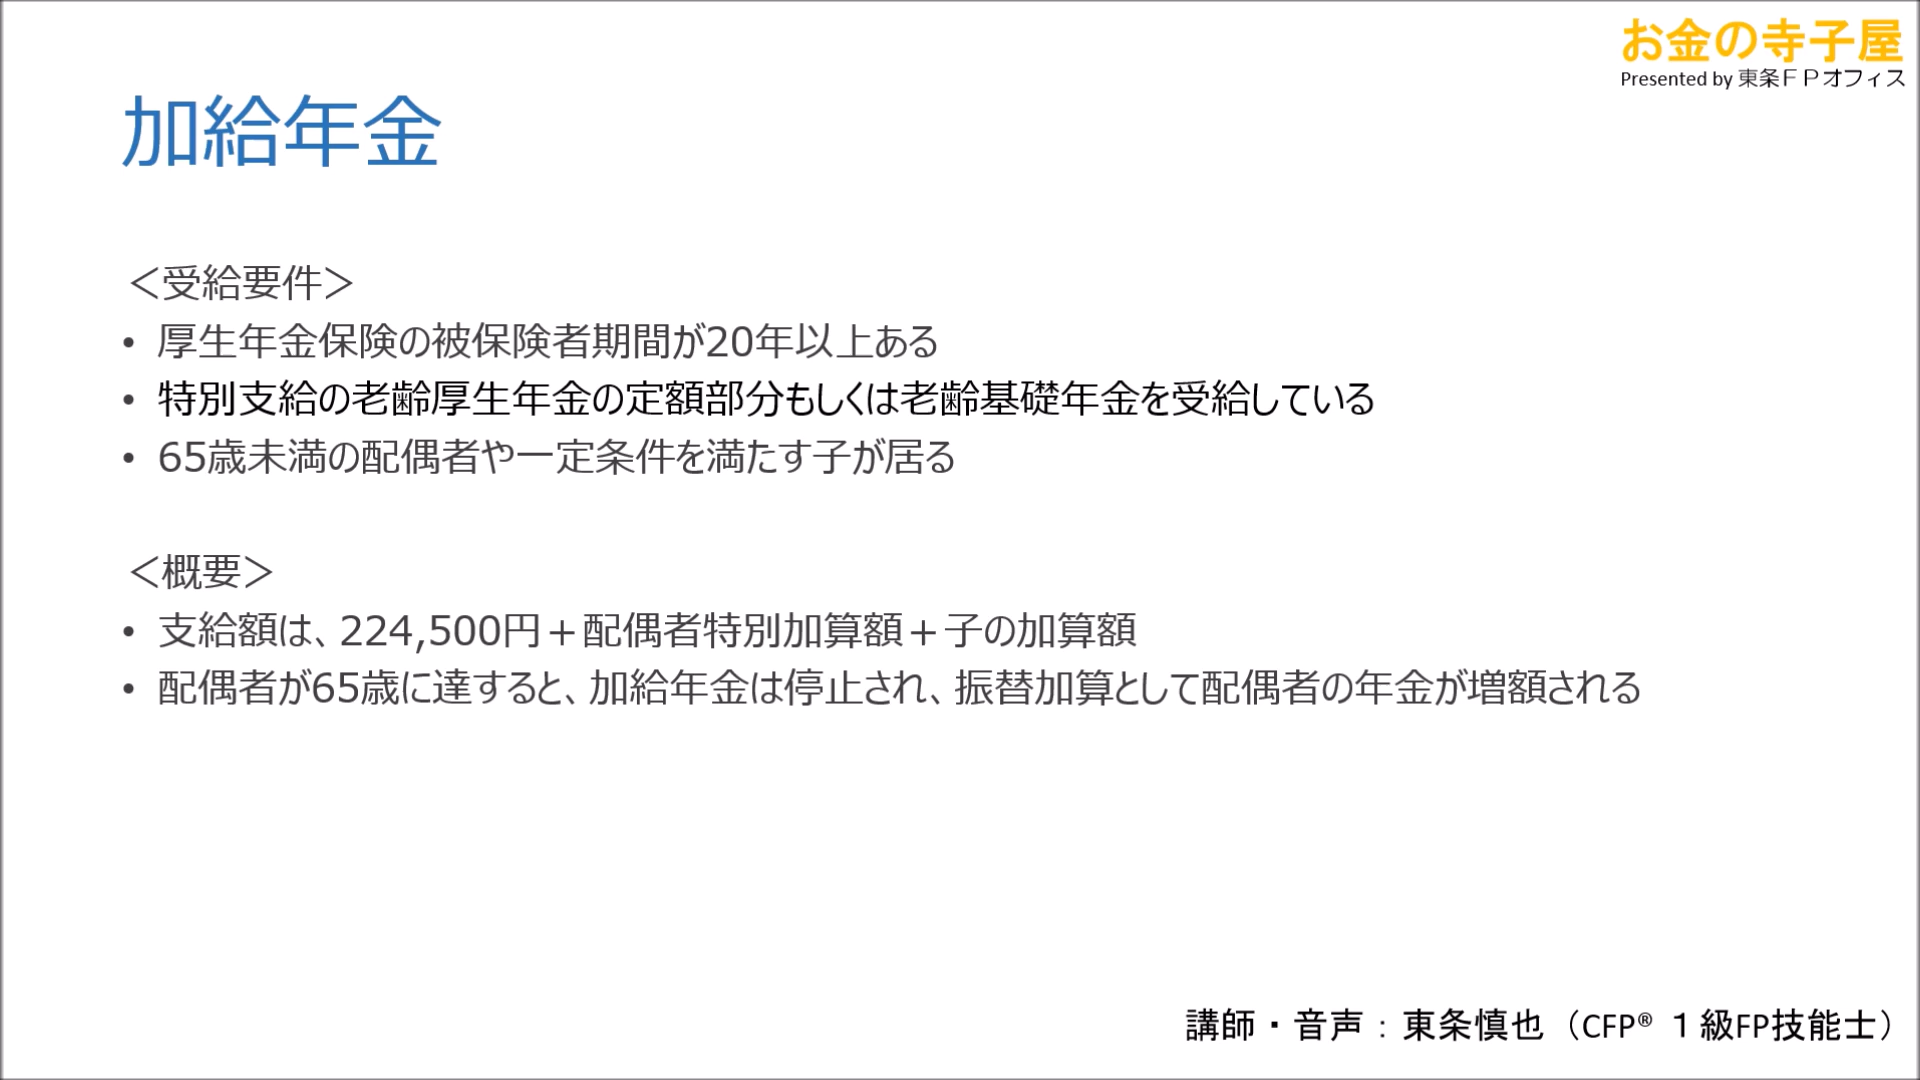 お金の寺子屋
Presented by 東条ＦＰオフィス
加給年金
＜受給要件＞
• 厚生年金保険の被保険者期間が20年以上ある
• 特別支給の老齢厚生年金の定額部分もしくは老齢基礎年金を受給している
• 65歳未満の配偶者や一定条件を満たす子が居る
＜概要＞
• 支給額は、224,500円＋配偶者特別加算額＋子の加算額
• 配偶者が65歳に達すると、加給年金は停止され、振替加算として配偶者の年金が増額される
講師・音声：東条慎也（CFP® １級FP技能士）